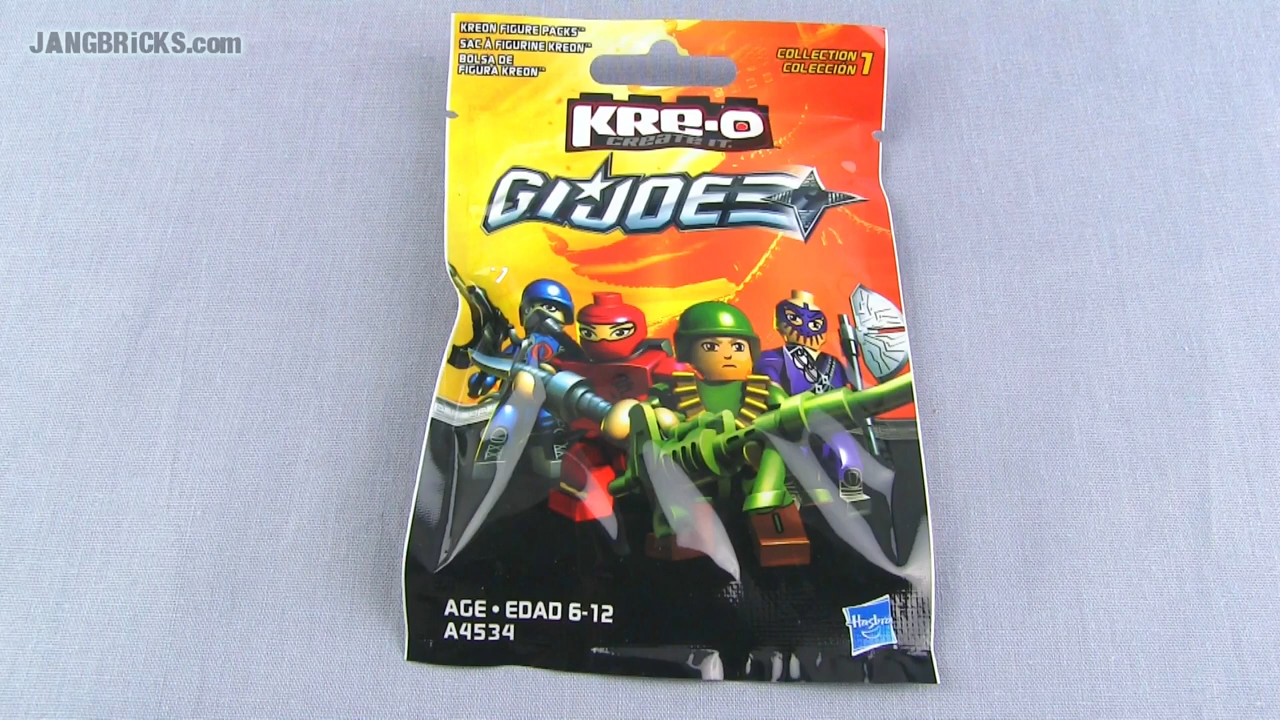 JANGBRICKS.com
KREON FIGURE PACKS™
SAC À FIGURINE KREON™
BOLSA DE
FIGURA KREON™
COLLECTION 1
COLECCIÓN
KRE-O
CREATE IT.
GI JOE
AGE • EDAD 6-12
A4534
Hasbro